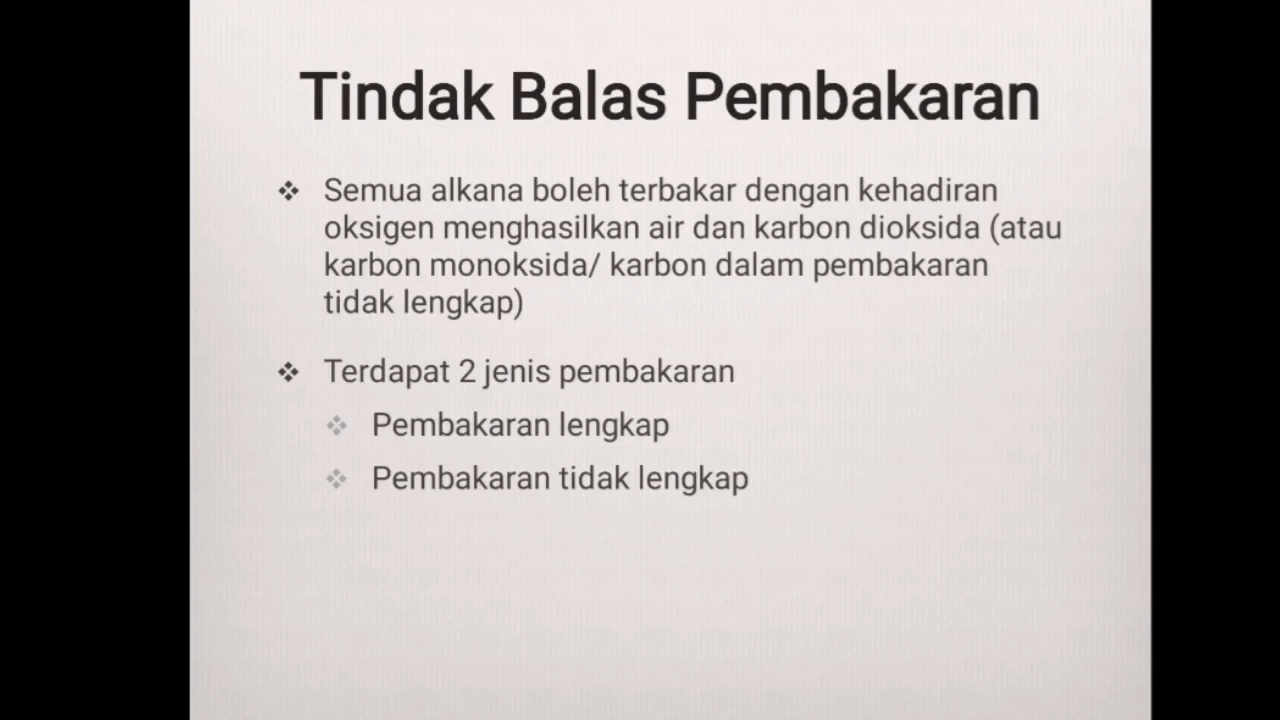 Tindak Balas Pembakaran
Semua alkana boleh terbakar dengan kehadiran
oksigen menghasilkan air dan karbon dioksida (atau
karbon monoksida/ karbon dalam pembakaran
tidak lengkap)
Terdapat 2 jenis pembakaran
Pembakaran lengkap
Pembakaran tidak lengkap